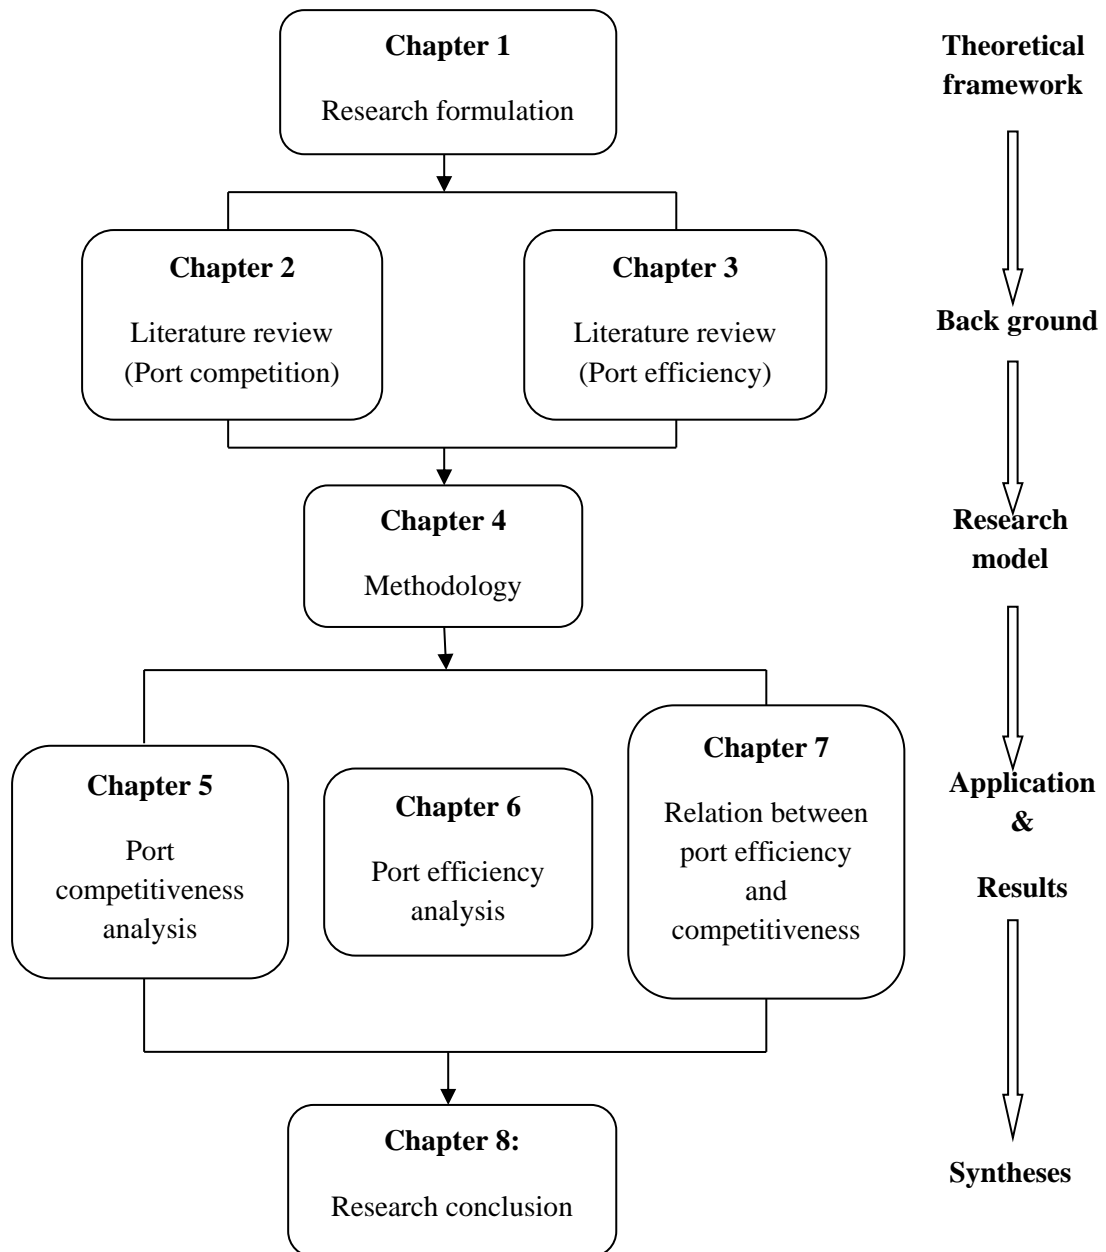 Chapter 1
Research formulation
Theoretical
framework
Chapter 2
Literature review
(Port competition)
Chapter 3
Literature review
(Port efficiency)
Back ground
Chapter 4
Methodology
Research
model
Chapter 5
Port
competitiveness
analysis
Chapter 6
Port efficiency
analysis
Chapter 7
Relation between
port efficiency
and
competitiveness
Application
&
Results
Chapter 8:
Research conclusion
Syntheses